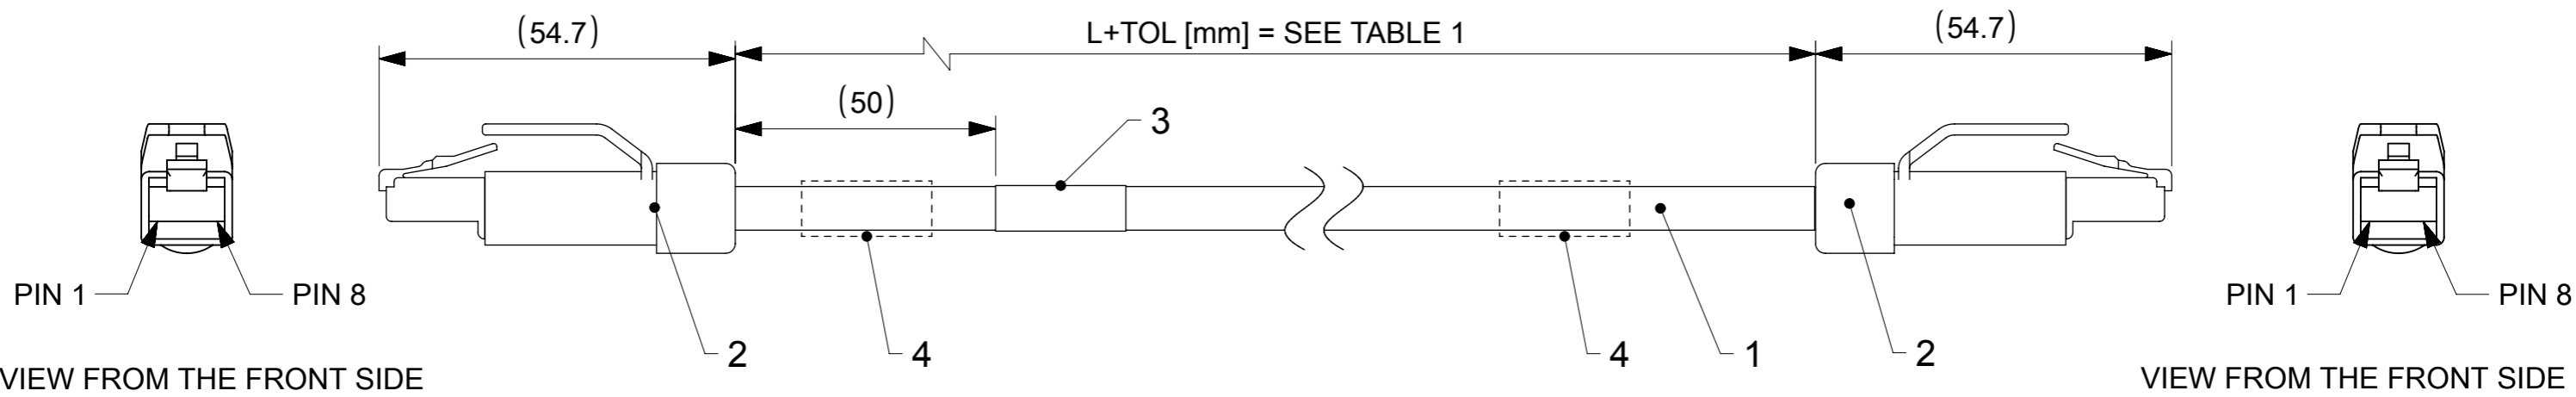 (54.7)
L+TOL [mm] = SEE TABLE 1
(54.7)
(50)
3
PIN 1
PIN 8
PIN 1
PIN 8
2
4
4
1
2
VIEW FROM THE FRONT SIDE
VIEW FROM THE FRONT SIDE